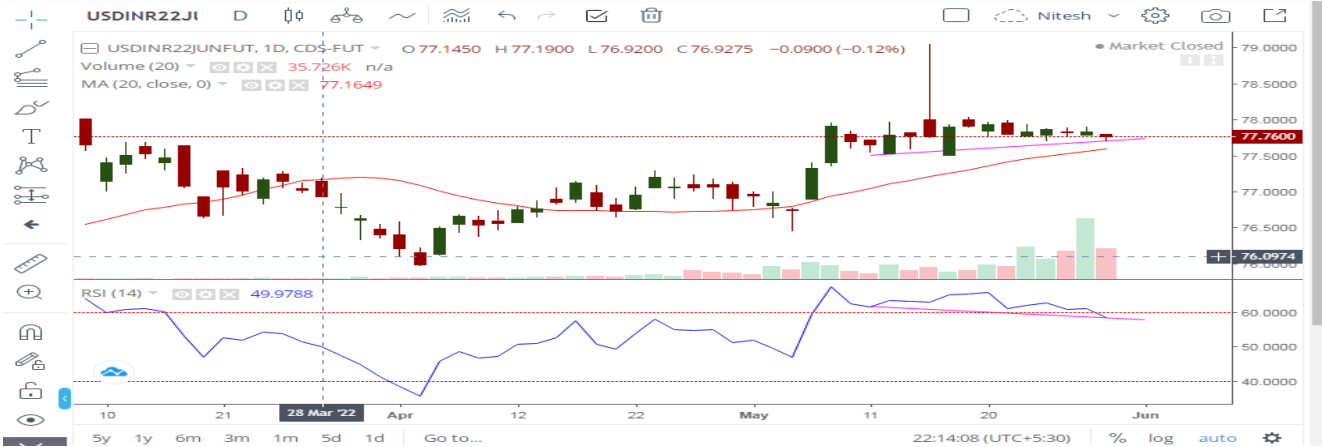 USDINR22JI D Nitesh
USDINR22JUNFUT, 1D, CDS-FUT O 77.1450 H 77.1900 L 76.9200 C 76.9275 −0.0900 (−0.12%)
Market Closed
Volume (20) 35.726K n/a
MA (20, close, 0) 77.1649
79.0000
78.5000
78.0000
77.7600
77.5000
77.0000
76.5000
76.0974
76.0000
RSI (14) 49.9788
60.0000
50.0000
40.0000
10 21 28 Mar '22 Apr 12 22 May 11 20 Jun
5y 1y 6m 3m 1m 5d 1d Go to... 22:14:08 (UTC+5:30) % log auto